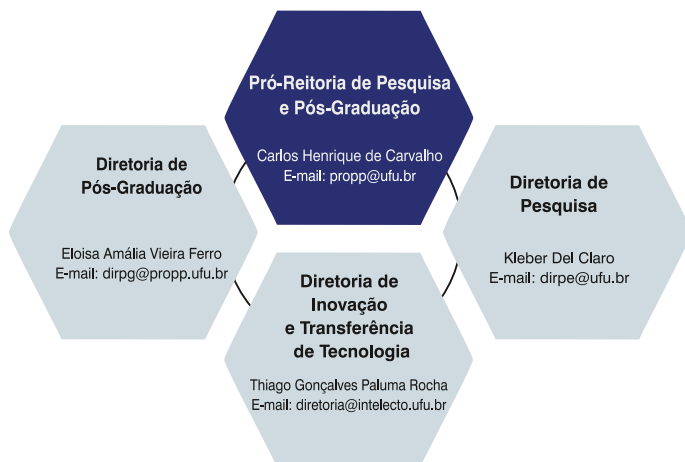 Pró-Reitoria de Pesquisa
e Pós-Graduação
Carlos Henrique de Carvalho
E-mail: propp@ufu.br
Diretoria de
Pós-Graduação
Eloisa Amália Vieira Ferro
E-mail: dirpg@propp.ufu.br
Diretoria de
Pesquisa
Kleber Del Claro
E-mail: dirpe@ufu.br
Diretoria de
Inovação
e Transferência
de Tecnologia
Thiago Gonçalves Paluma Rocha
E-mail: diretoria@intelecto.ufu.br